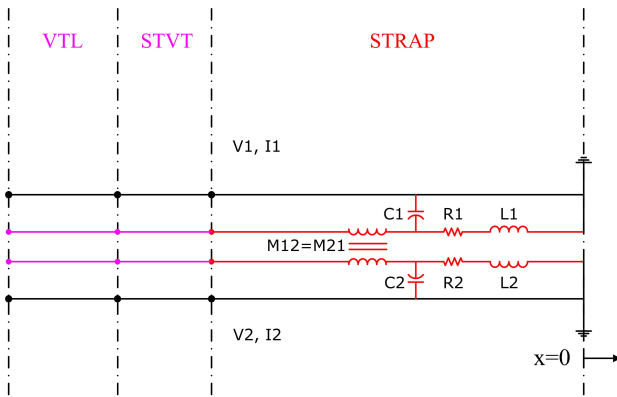 VTL STVT STRAP
V1, I1
C1 R1 L1
M12=M21
C2 R2 L2
V2, I2
x=0